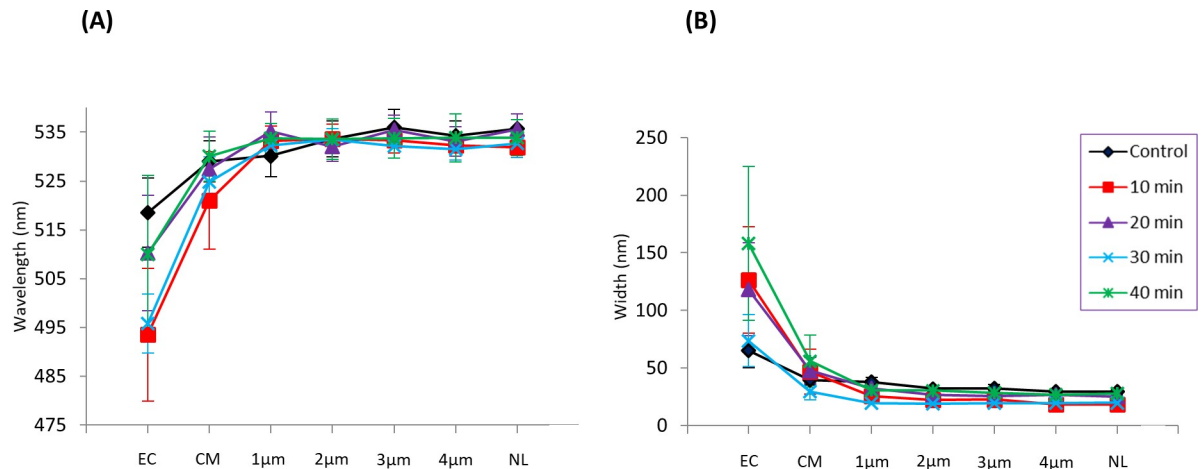 (A)
(B)
Wavelength (nm)
535
525
515
505
495
485
475
EC CM 1µm 2µm 3µm 4µm NL
Width (nm)
250
200
150
100
50
0
EC CM 1µm 2µm 3µm 4µm NL
Control
10 min
20 min
30 min
40 min